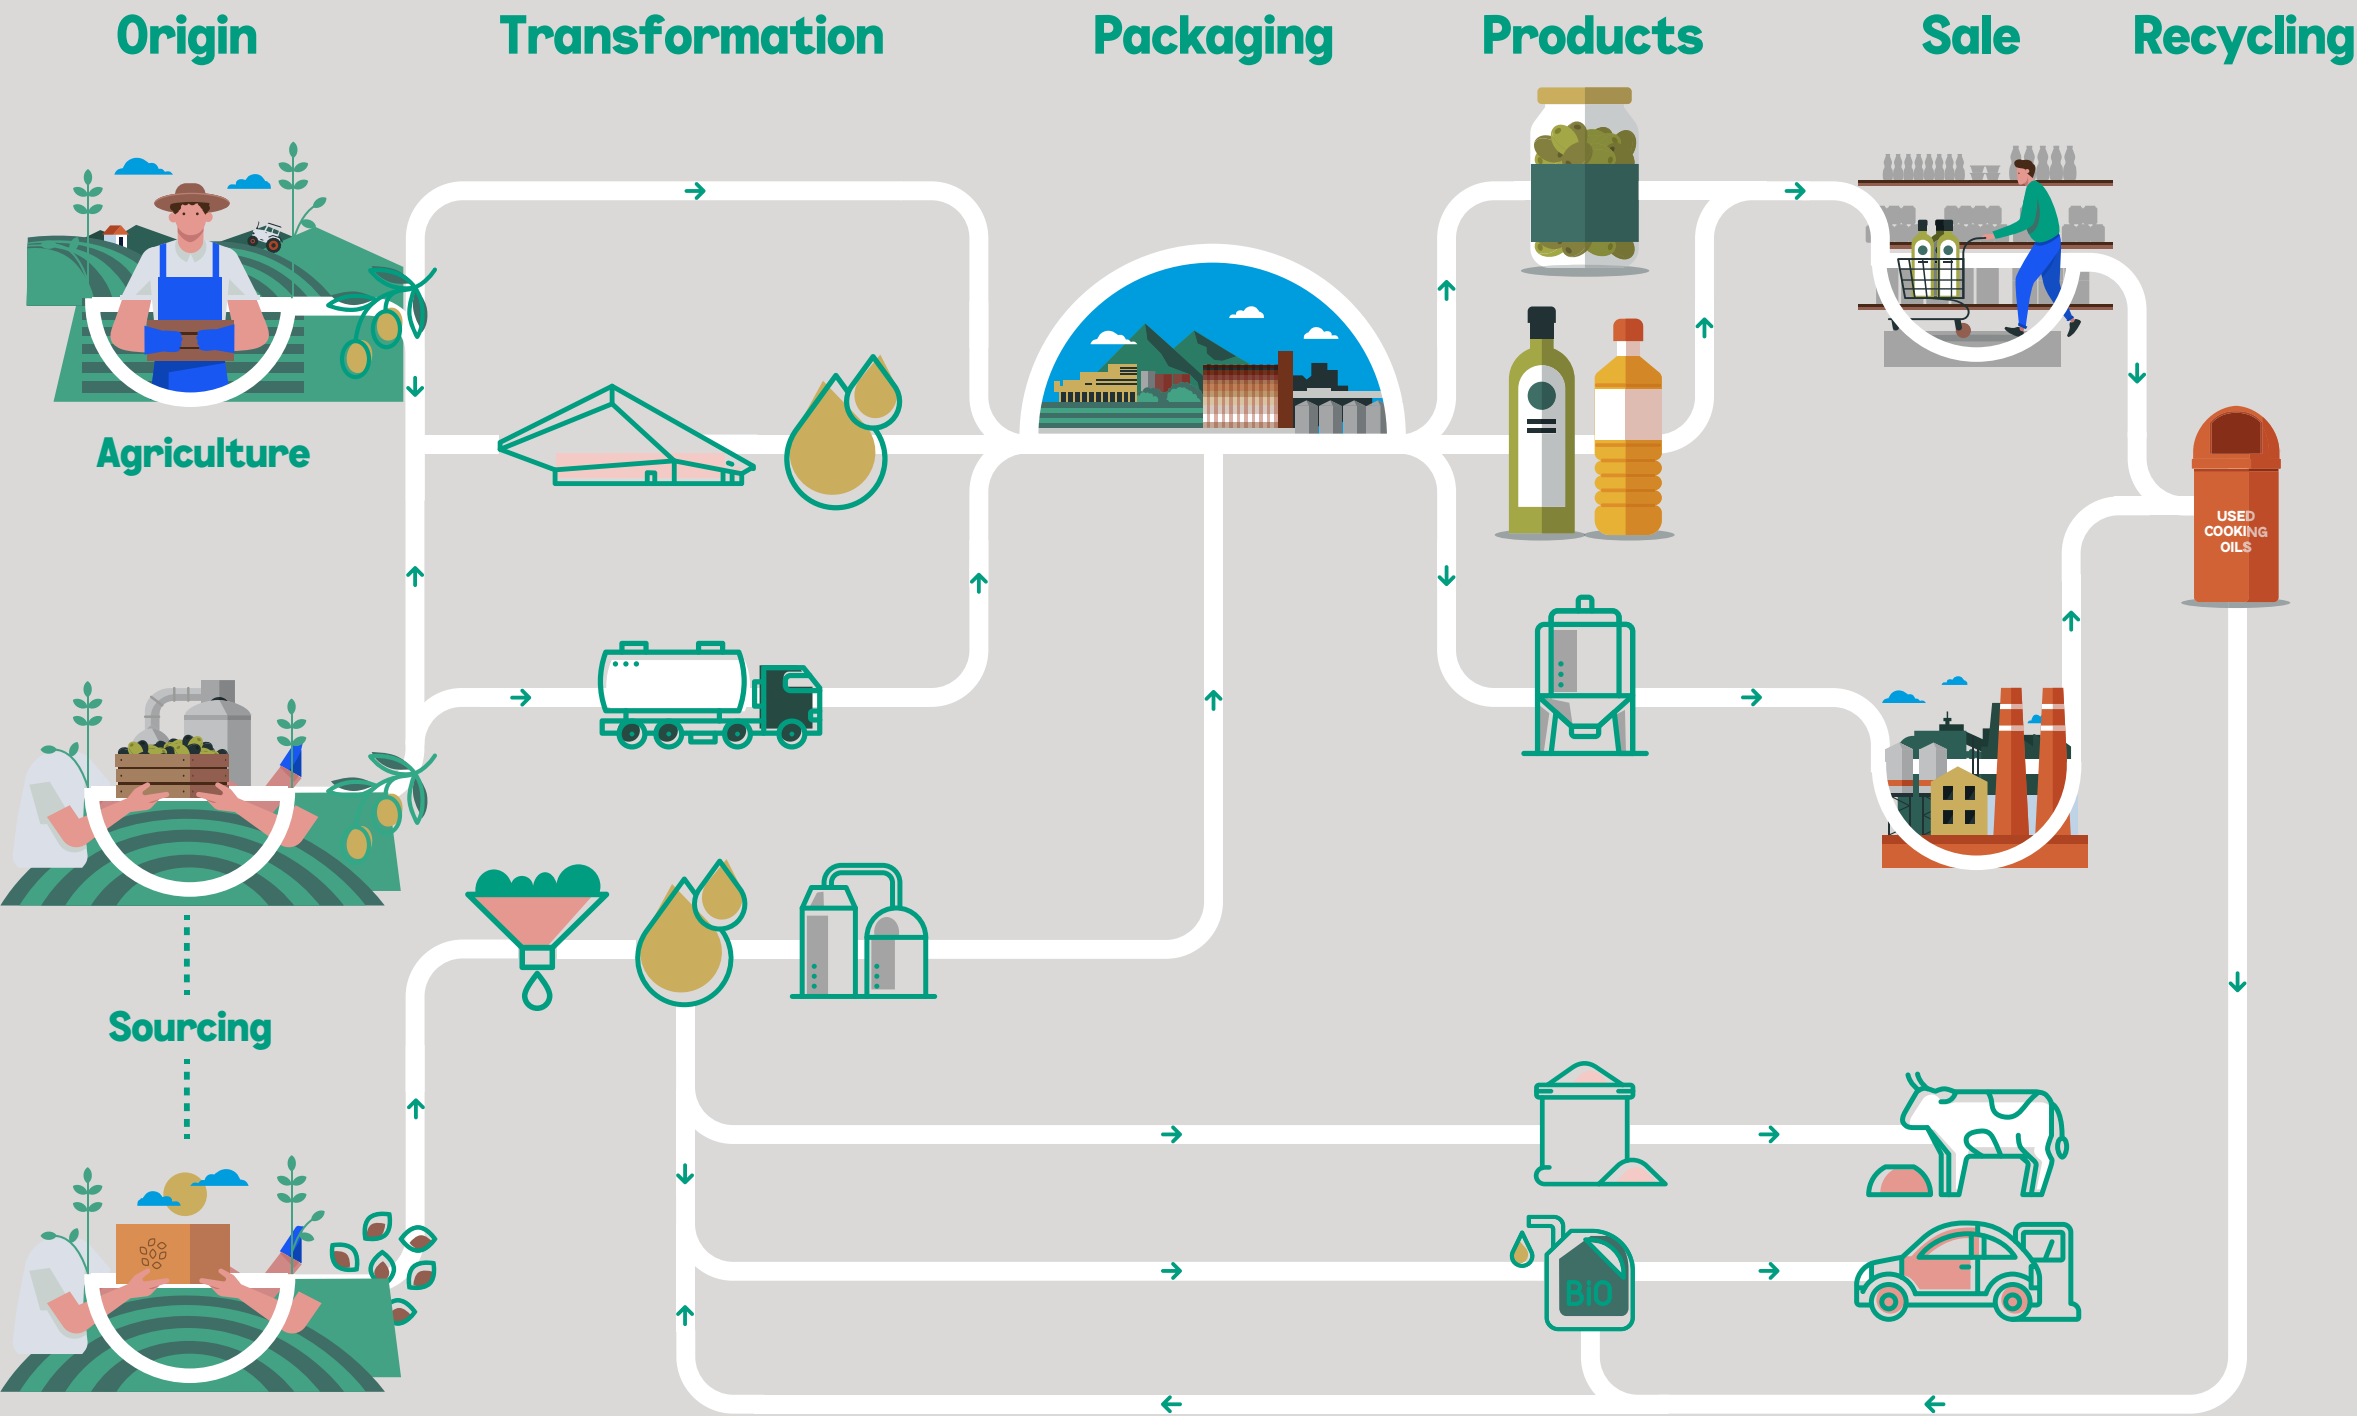 Origin
Transformation
Packaging
Products
Sale
Recycling
Agriculture
USED
COOKING
OILS
Sourcing
BiO